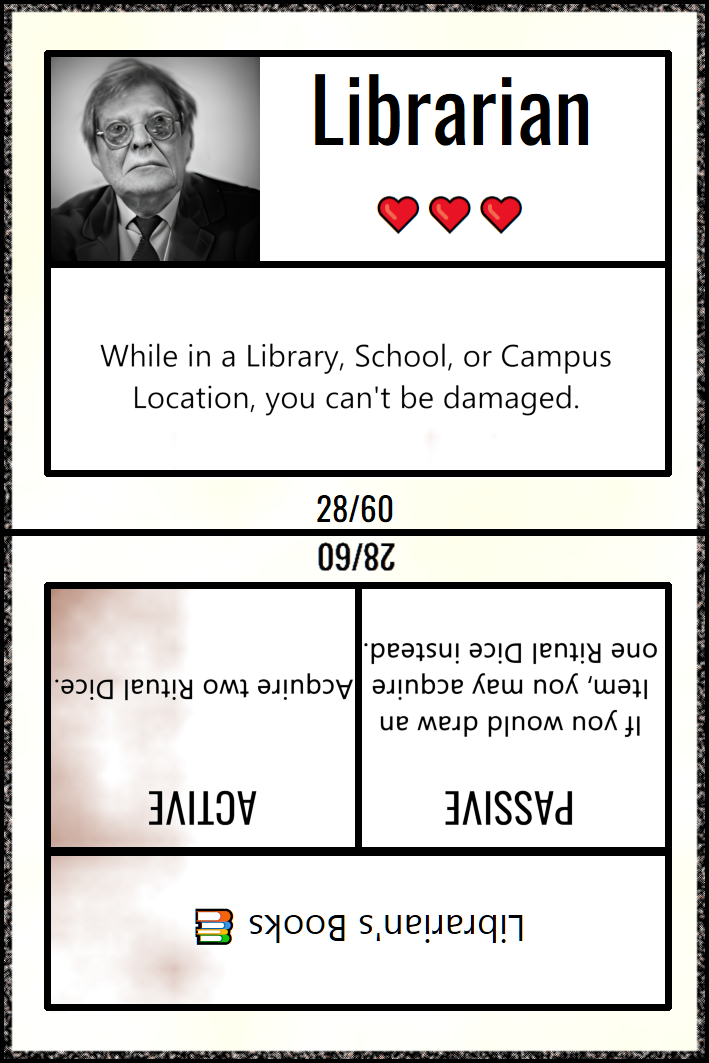 Librarian
While in a Library, School, or Campus
Location, you can't be damaged.
28/60
28/60
Librarian's Books
PASSIVE
If you would draw an
Item, you may acquire
one Ritual Dice instead.
ACTIVE
Acquire two Ritual Dice.